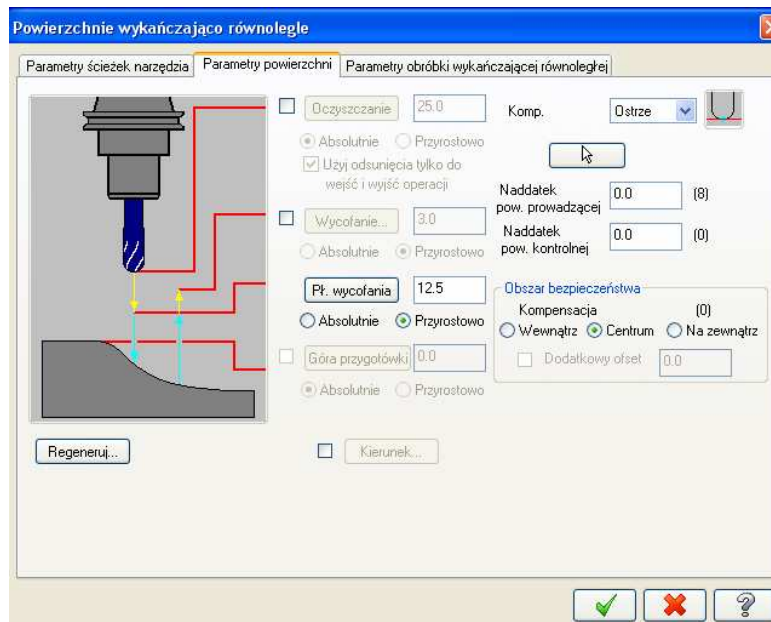 Powierzchnie wykańczająco równolegle
Parametry ścieżek narzędzia
Parametry powierzchni
Parametry obróbki wykańczającej równoległej
Oczyszczanie
25.0
Absolutnie
Przyrostowo
Użyj odsunięcia tylko do
wejść i wyjść operacji
Wycofanie...
3.0
Absolutnie
Przyrostowo
Pł. wycofania
12.5
Absolutnie
Przyrostowo
Góra przygotówki
0.0
Absolutnie
Przyrostowo
Komp.
Ostrze
Naddatek
pow. prowadzącej
0.0
(8)
Naddatek
pow. kontrolnej
0.0
(0)
Obszar bezpieczeństwa
Kompensacja
(0)
Wewnątrz
Centrum
Na zewnątrz
Dodatkowy ofset
0.0
Regeneruj...
Kierunek...